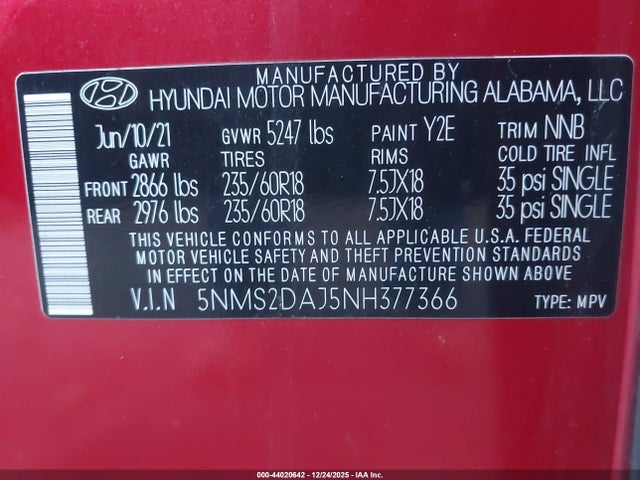 MANUFACTURED BY
HYUNDAI MOTOR MANUFACTURING ALABAMA, LLC
Jun/10/21 GVWR 5247 lbs PAINT Y2E TRIM NNB
GAWR TIRES RIMS COLD TIRE INFL
FRONT 2866 lbs 235/60R18 7.5JX18 35 psi SINGLE
REAR 2976 lbs 235/60R18 7.5JX18 35 psi SINGLE
THIS VEHICLE CONFORMS TO ALL APPLICABLE U.S.A. FEDERAL
MOTOR VEHICLE SAFETY AND THEFT PREVENTION STANDARDS
IN EFFECT ON THE DATE OF MANUFACTURE SHOWN ABOVE.
V.I.N 5NMS2DAJ5NH377366 TYPE: MPV
000-44020642 - 12/24/2025 - IAA Inc.